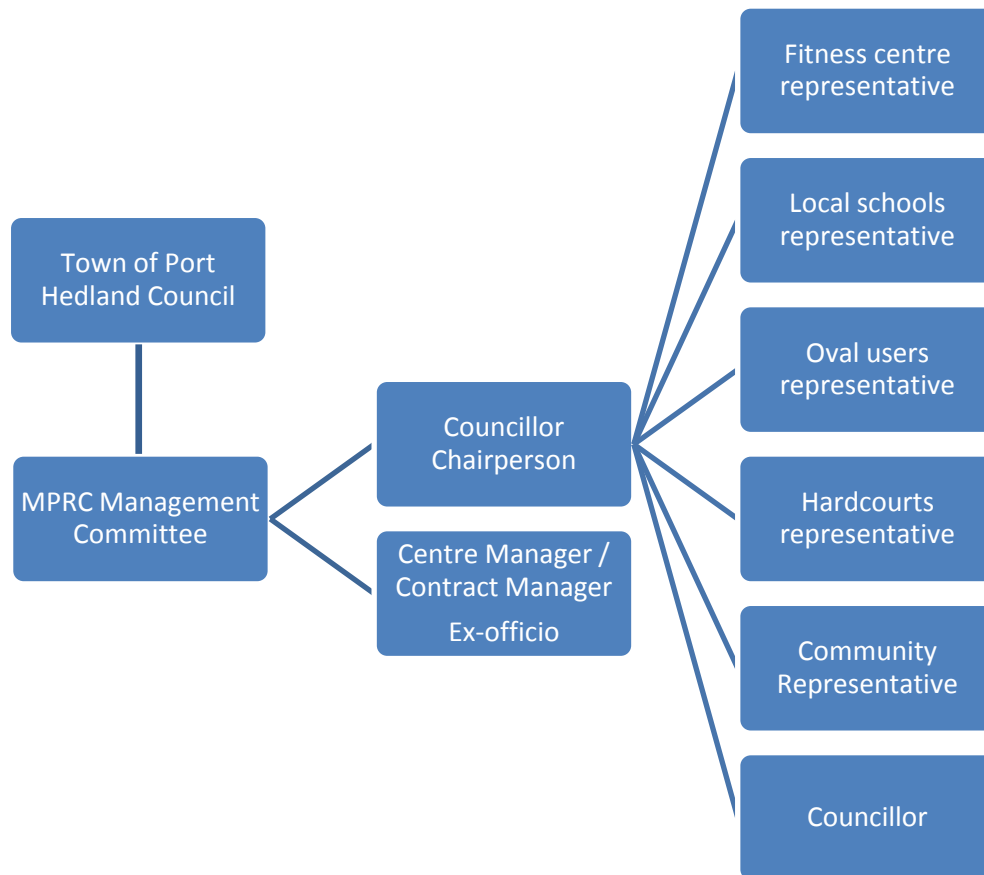 Town of Port
Hedland Council
MPRC Management
Committee
Councillor
Chairperson
Centre Manager /
Contract Manager
Ex-officio
Fitness centre
representative
Local schools
representative
Oval users
representative
Hardcourts
representative
Community
Representative
Councillor